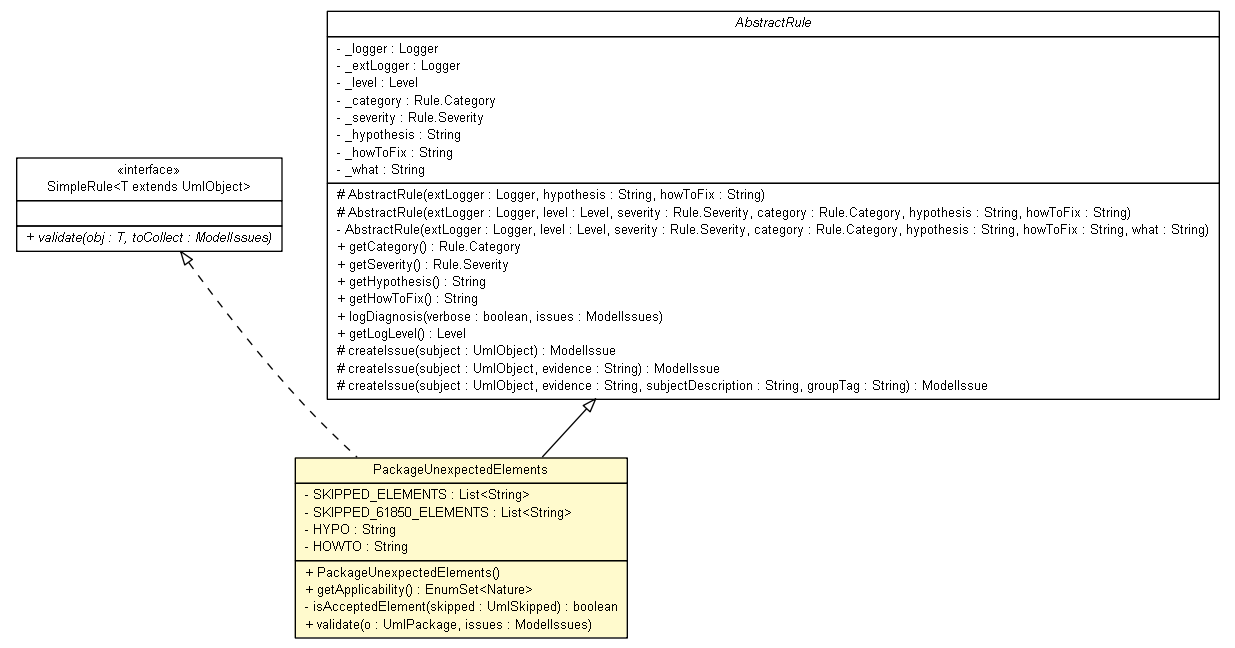 AbstractRule
- _logger : Logger
- _extLogger : Logger
- _level : Level
- _category : Rule.Category
- _severity : Rule.Severity
- _hypothesis : String
- _howToFix : String
- _what : String
# AbstractRule(extLogger : Logger, hypothesis : String, howToFix : String)
# AbstractRule(extLogger : Logger, level : Level, severity : Rule.Severity, category : Rule.Category, hypothesis : String, howToFix : String)
- AbstractRule(extLogger : Logger, level : Level, severity : Rule.Severity, category : Rule.Category, hypothesis : String, howToFix : String, what : String)
+ getCategory() : Rule.Category
+ getSeverity() : Rule.Severity
+ getHypothesis() : String
+ getHowToFix() : String
+ logDiagnosis(verbose : boolean, issues : ModelIssues)
+ getLogLevel() : Level
# createIssue(subject : UmlObject) : ModelIssue
# createIssue(subject : UmlObject, evidence : String) : ModelIssue
# createIssue(subject : UmlObject, evidence : String, subjectDescription : String, groupTag : String) : ModelIssue
«interface»
SimpleRule<T extends UmlObject>
+ validate(obj : T, toCollect : ModelIssues)
PackageUnexpectedElements
- SKIPPED_ELEMENTS : List<String>
- SKIPPED_61850_ELEMENTS : List<String>
- HYPO : String
- HOWTO : String
+ PackageUnexpectedElements()
+ getApplicability() : EnumSet<Nature>
- isAcceptedElement(skipped : UmlSkipped) : boolean
+ validate(o : UmlPackage, issues : ModelIssues)